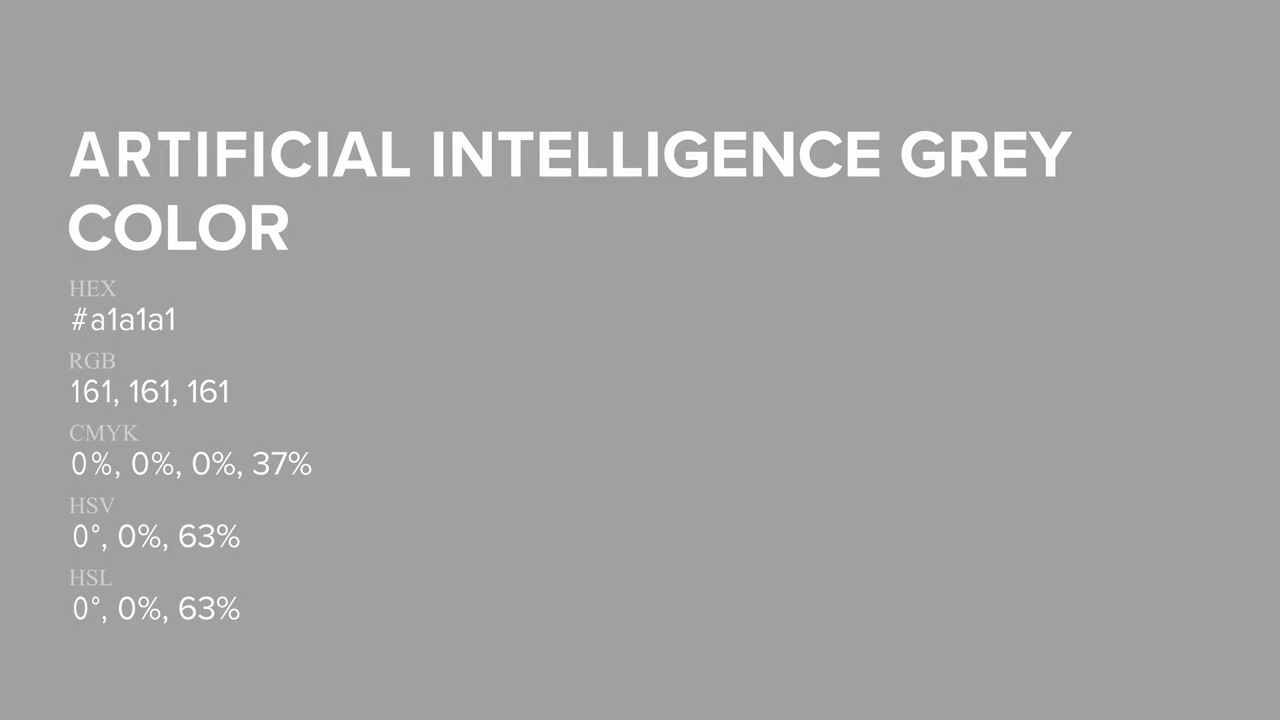 ARTIFICIAL INTELLIGENCE GREY
COLOR
HEX
#a1a1a1
RGB
161, 161, 161
CMYK
0%, 0%, 0%, 37%
HSV
0°, 0%, 63%
HSL
0°, 0%, 63%